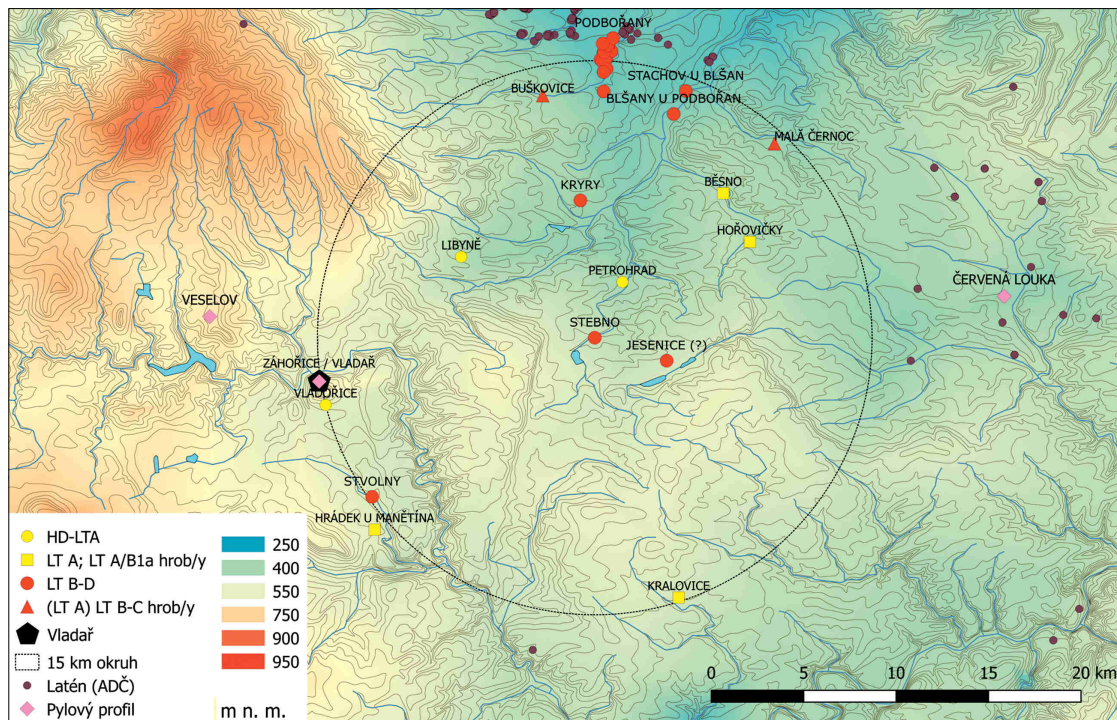 PODBOŘANY
STACHOV U BLŠAN
BUŠKOVICE
BLŠANY U PODBOŘAN
MALÁ ČERNOC
KRYRY
BĚSNO
HOŘOVIČKY
LIBYNĚ
PETROHRAD
ČERVENÁ LOUKA
VESELOV
STEBNO
JESENICE (?)
ZÁHOŘICE / VLADAŘ
VLADOŘICE
STVOLNY
HRÁDEK U MANĚTÍNA
KRALOVICE
HD-LTA
LT A; LT A/B1a hrob/y
LT B-D
(LT A) LT B-C hrob/y
Vladař
15 km okruh
Latén (ADČ)
Pylový profil
250
400
550
750
900
950
m n. m.
0 5 10 15 20 km